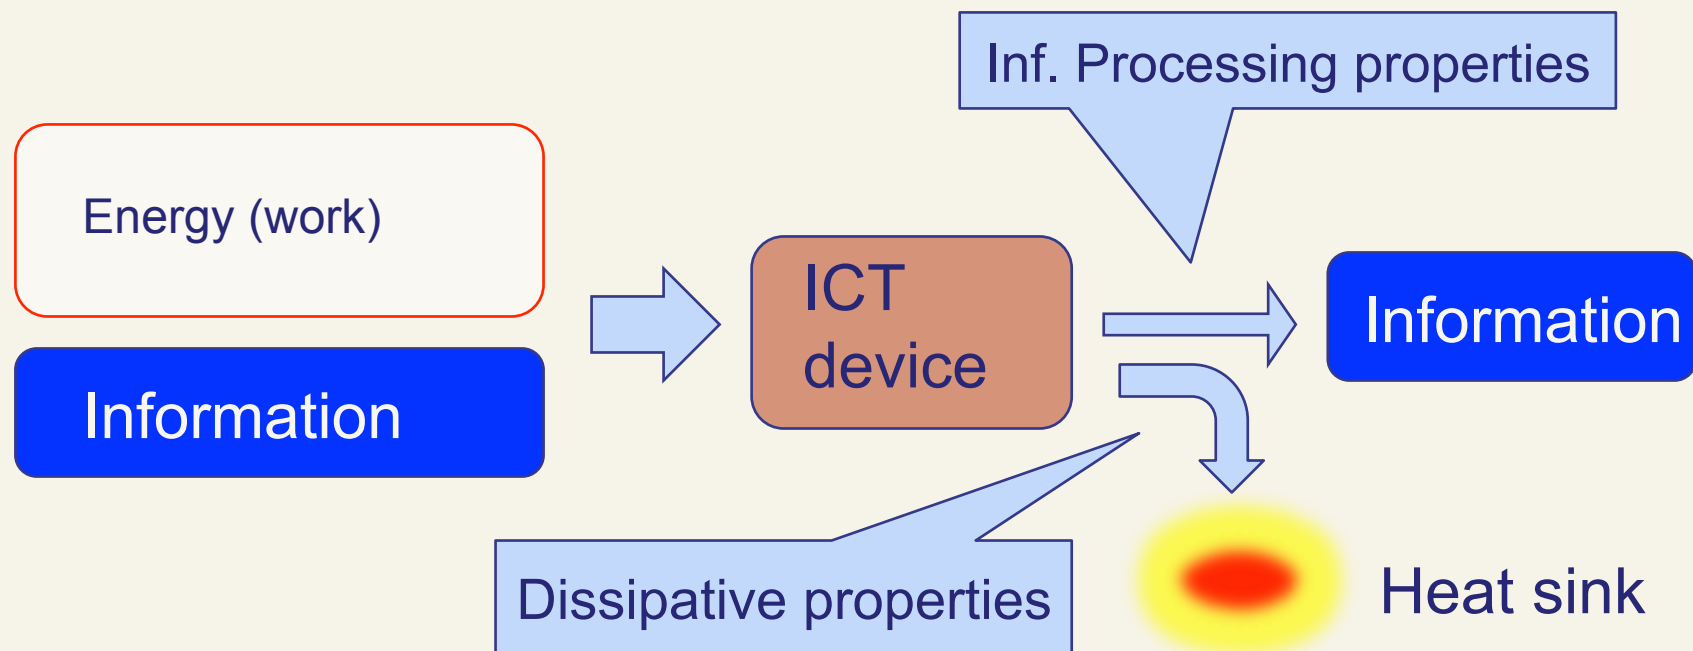 Inf. Processing properties
Energy (work)
Information
ICT
device
Information
Dissipative properties
Heat sink